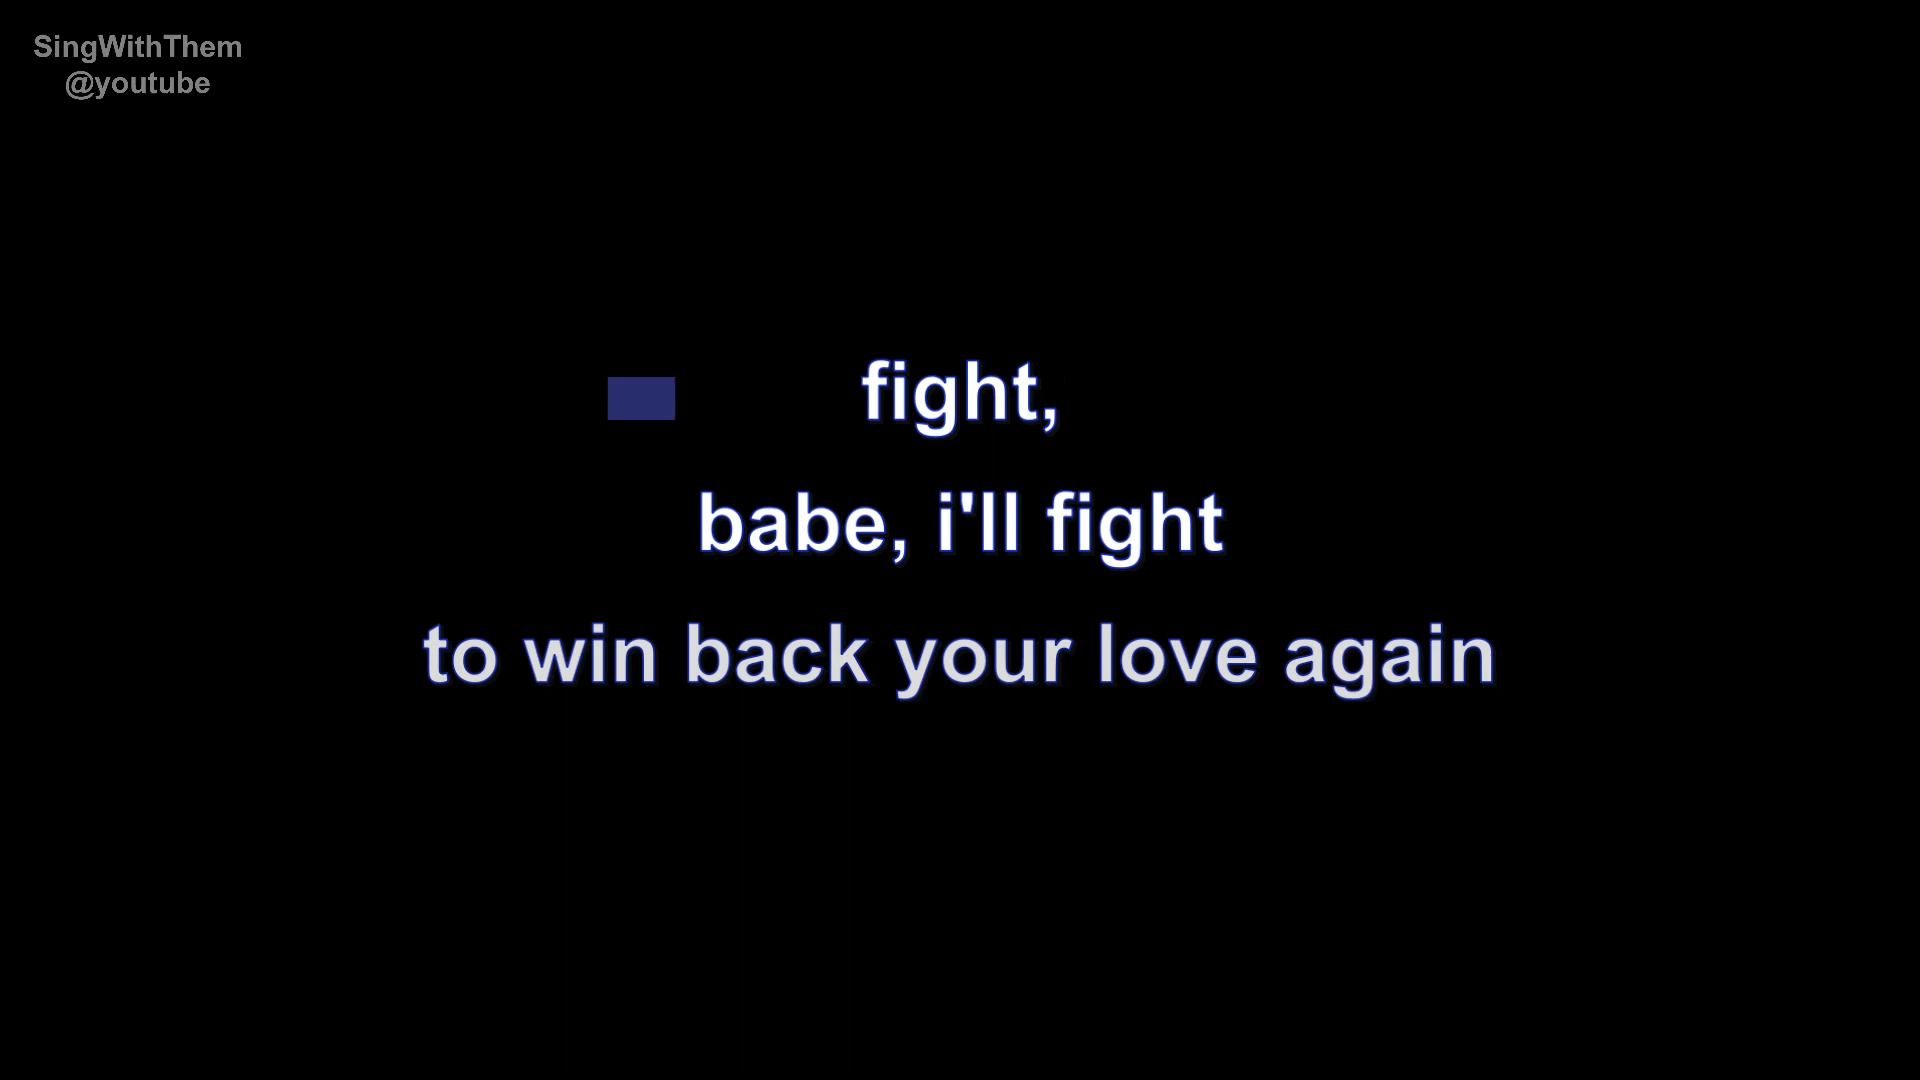 SingWithThem
@youtube
fight,
babe, i'll fight
to win back your love again